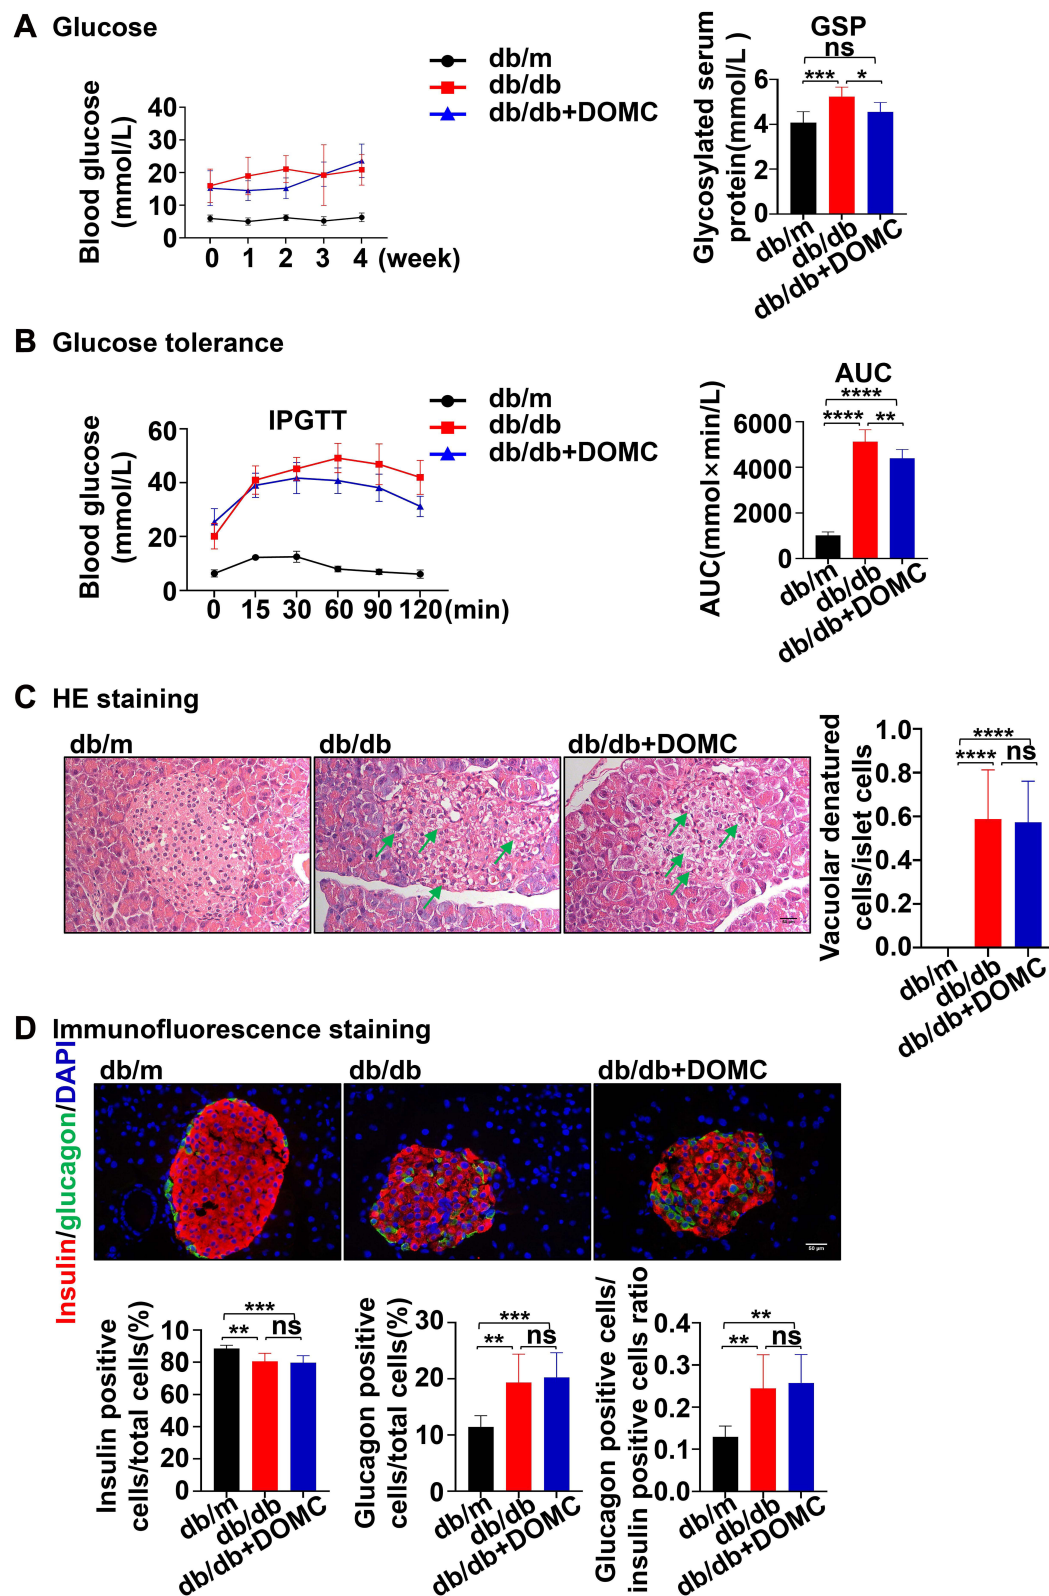 A Glucose
db/m
db/db
db/db+DOMC
Blood glucose
(mmol/L)
40
30
20
10
0
0 1 2 3 4 (week)
GSP
ns
*** *
Glycosylated serum
protein(mmol/L )
6
4
2
0
db/m
db/db
db/db+DOMC
B Glucose tolerance
IPGTT
db/m
db/db
db/db+DOMC
Blood glucose
(mmol/L)
60
40
20
0
0 15 30 60 90 120(min)
AUC
****
**** **
AUC(mmol×min/L)
6000
4000
2000
0
db/m
db/db
db/db+DOMC
C HE staining
db/m db/db db/db+DOMC
Vacuolar denatured
cells/islet cells
1.0
0.8
0.6
0.4
0.2
0.0
****
**** ns
db/m
db/db
db/db+DOMC
D Immunofluorescence staining
Insulin/glucagon/DAPI
db/m db/db db/db+DOMC
50 μm
Insulin positive
cells/total cells(%)
100
80
60
40
20
0
***
** ns
db/m
db/db
db/db+DOMC
Glucagon positive
cells/total cells(%)
30
20
10
0
***
** ns
db/m
db/db
db/db+DOMC
Glucagon positive cells/
insulin positive cells ratio
0.4
0.3
0.2
0.1
0.0
**
** ns
db/m
db/db
db/db+DOMC